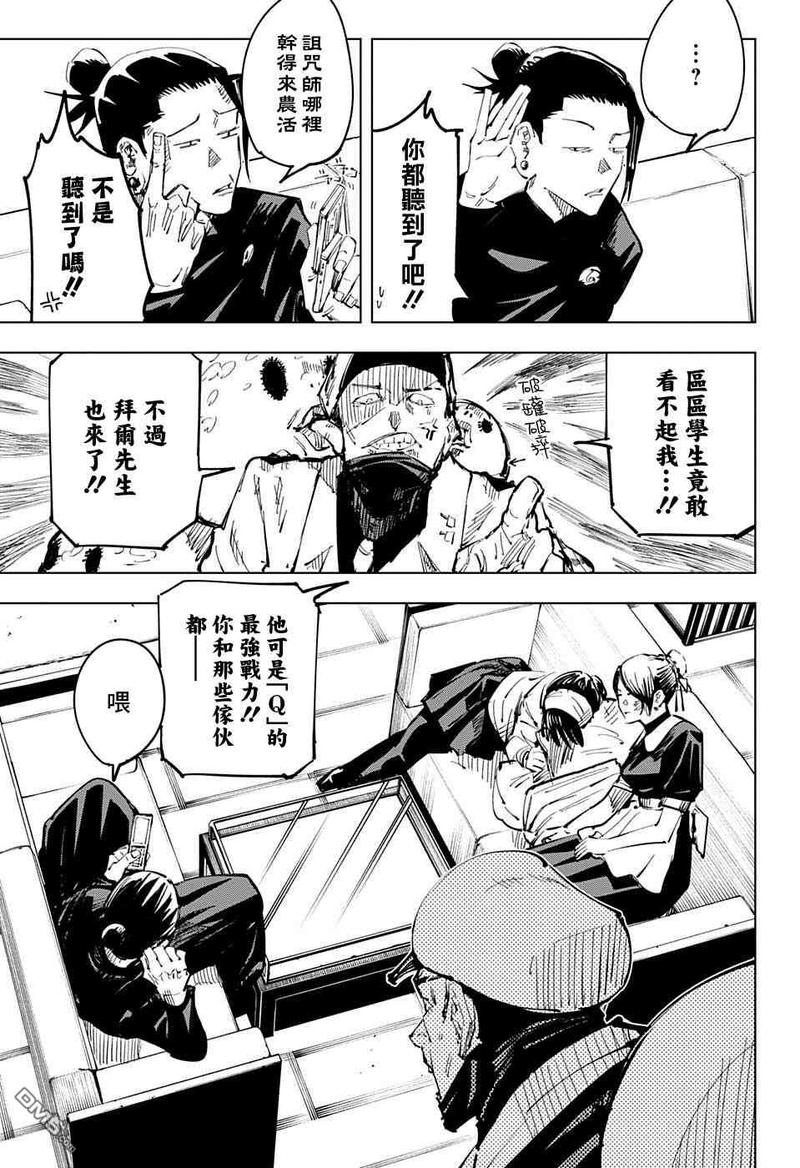 …?
你都聽到了吧!!
詛咒師哪裡
幹得來農活
不是
聽到了嗎!!
區區學生竟敢
看不起我…!!
破罐破摔
不過
拜爾先生
也來了!!
他可是「Q」的
最強戰力!!
你和那些傢伙
都——
喂
DM5.COM